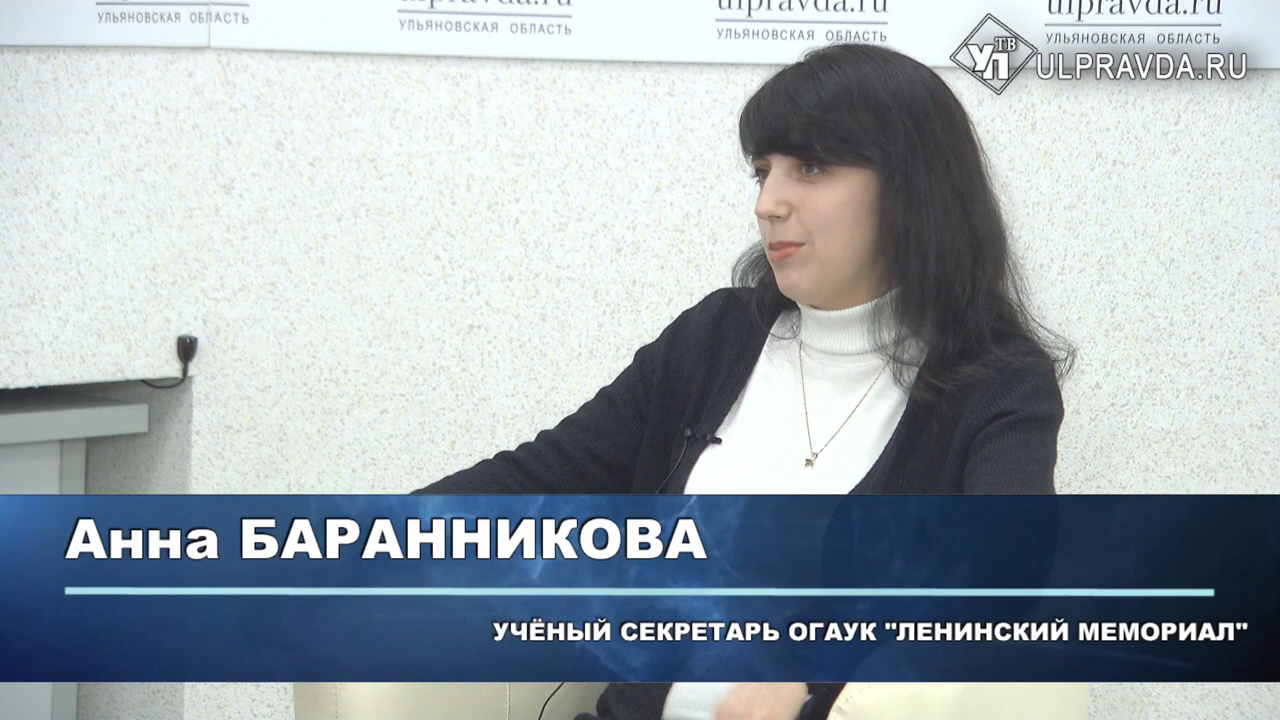 ulpravda.ru ulpravda.ru ulpravda.ru
УЛЬЯНОВСКАЯ ОБЛАСТЬ УЛЬЯНОВСКАЯ ОБЛАСТЬ УЛЬЯНОВСКАЯ ОБЛАСТЬ УЛЬЯНОВСКАЯ ОБЛАСТЬ
УП ТВ ULPRAVDA.RU
Анна БАРАННИКОВА
УЧЁНЫЙ СЕКРЕТАРЬ ОГАУК "ЛЕНИНСКИЙ МЕМОРИАЛ"